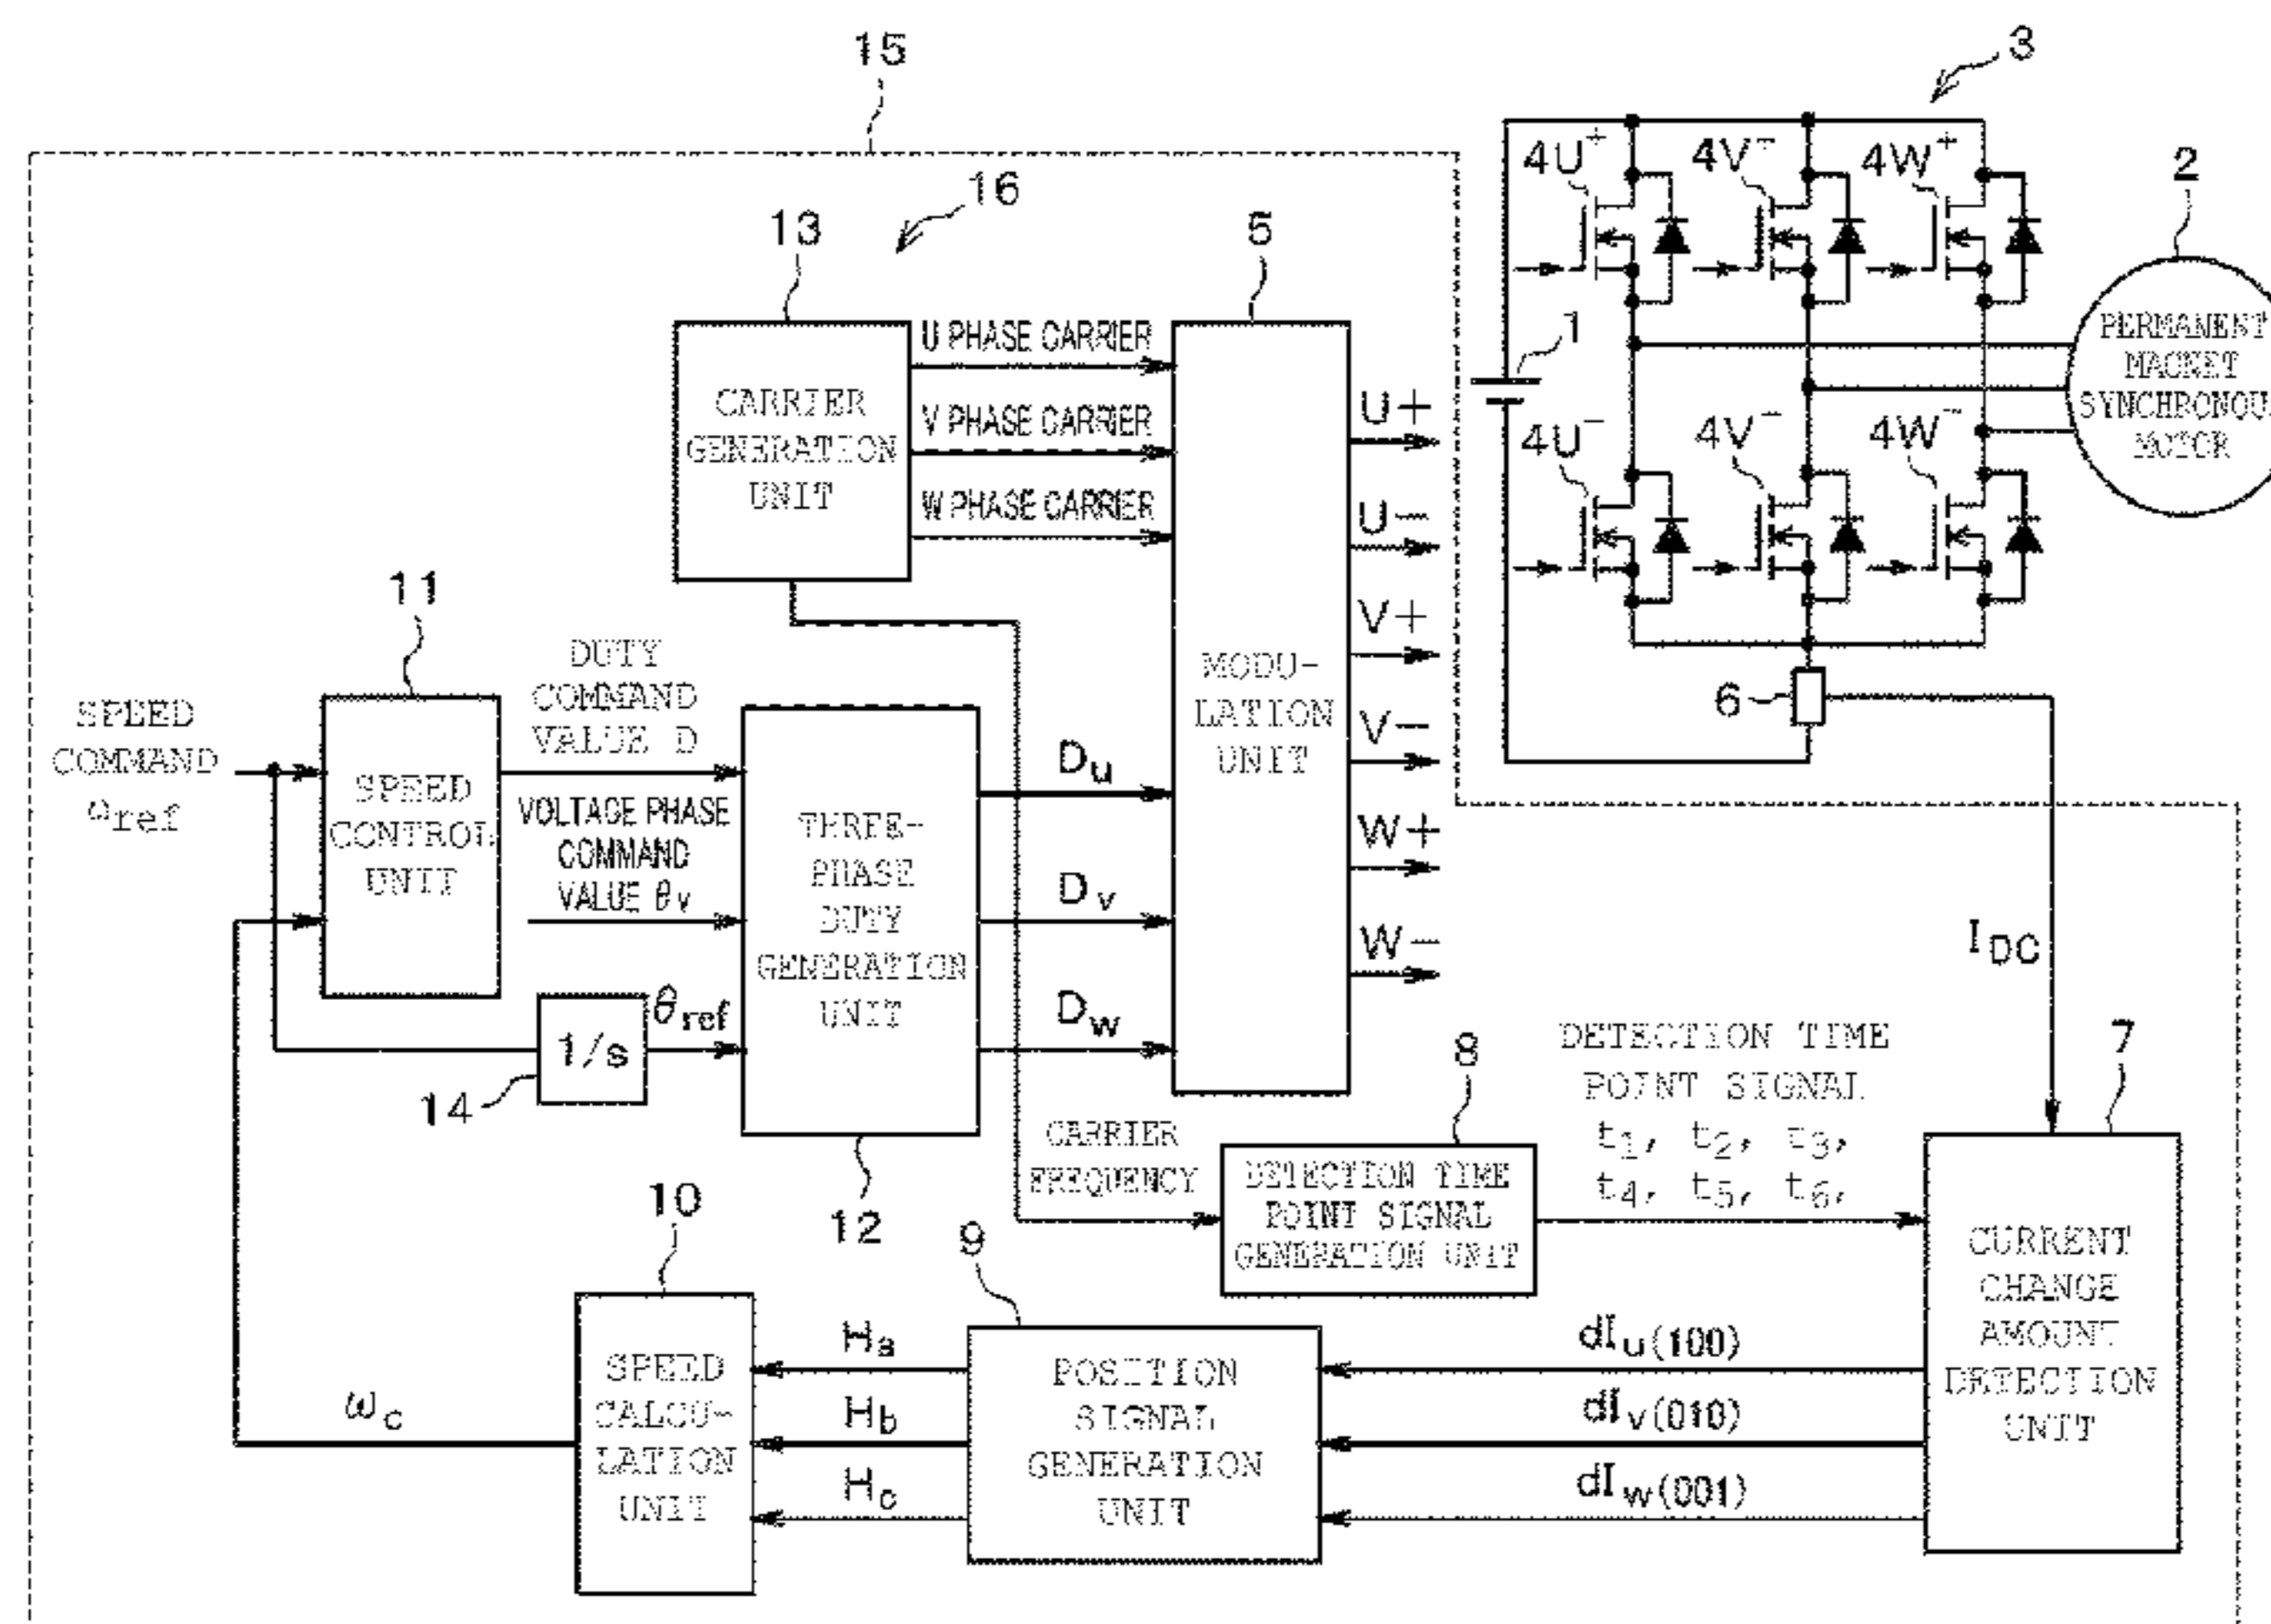 15
3
16
13
5
4U+
4V+
4W+
2
1
PERMANENT
MAGNET
SYNCHRONOU
MOTOR
CARRIER
GENERATION
UNIT
U PHASE CARRIER
V PHASE CARRIER
W PHASE CARRIER
4U−
4V−
4W−
U+
U−
V+
V−
W+
W−
6
MODU-
LATION
UNIT
11
SPEED
COMMAND
ωref
SPEED
CONTROL
UNIT
DUTY
COMMAND
VALUE D
VOLTAGE PHASE
COMMAND
VALUE θv
THREE-
PHASE
DUTY
GENERATION
UNIT
Du
Dv
Dw
1/s
θref
14
12
IDC
CARRIER
FREQUENCY
8
DETECTION TIME
POINT SIGNAL
GENERATION UNIT
DETECTION TIME
POINT SIGNAL
t1, t2, t3,
t4, t5, t6,
7
CURRENT
CHANGE
AMOUNT
DETECTION
UNIT
10
SPEED
CALCU-
LATION
UNIT
9
POSITION
SIGNAL
GENERATION
UNIT
Ha
Hb
Hc
dIu(100)
dIv(010)
dIw(001)
ωc